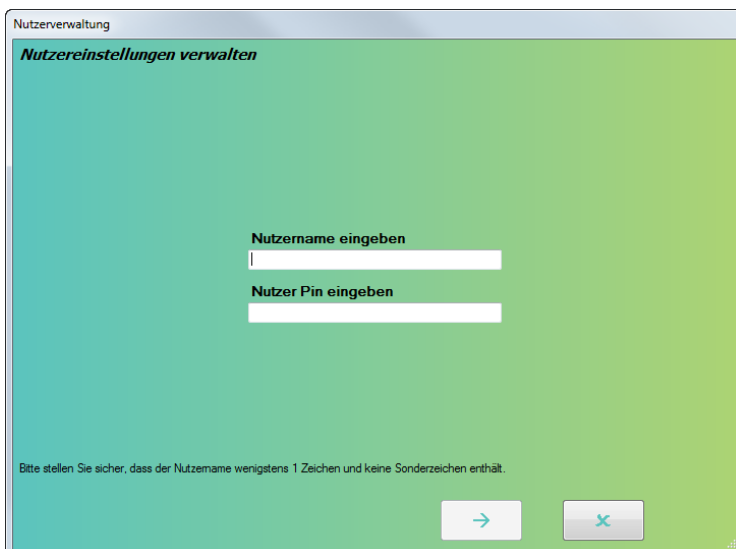 Nutzerverwaltung
Nutzereinstellungen verwalten
Nutzername eingeben
Nutzer Pin eingeben
Bitte stellen Sie sicher, dass der Nutzername wenigstens 1 Zeichen und keine Sonderzeichen enthält.